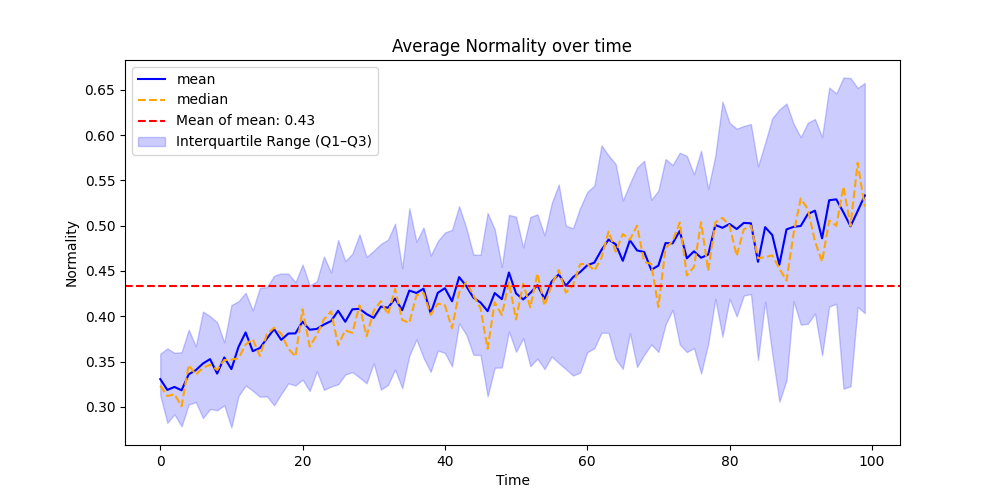 Average Normality over time
mean
median
Mean of mean: 0.43
Interquartile Range (Q1–Q3)
Normality
0.65
0.60
0.55
0.50
0.45
0.40
0.35
0.30
0
20
40
60
80
100
Time